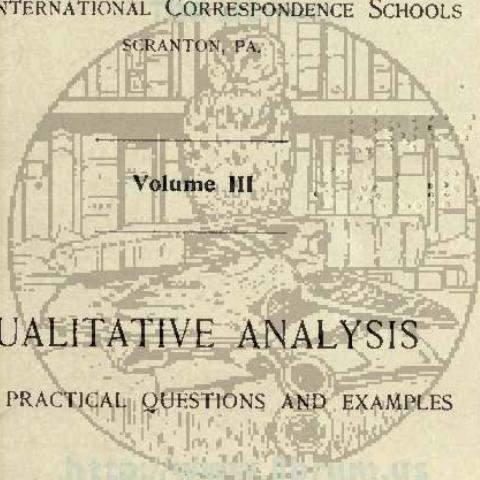 NTERNATIONAL CORRESPONDENCE SCHOOLS
SCRANTON, PA.
Volume III
UALITATIVE ANALYSIS
PRACTICAL QUESTIONS AND EXAMPLES